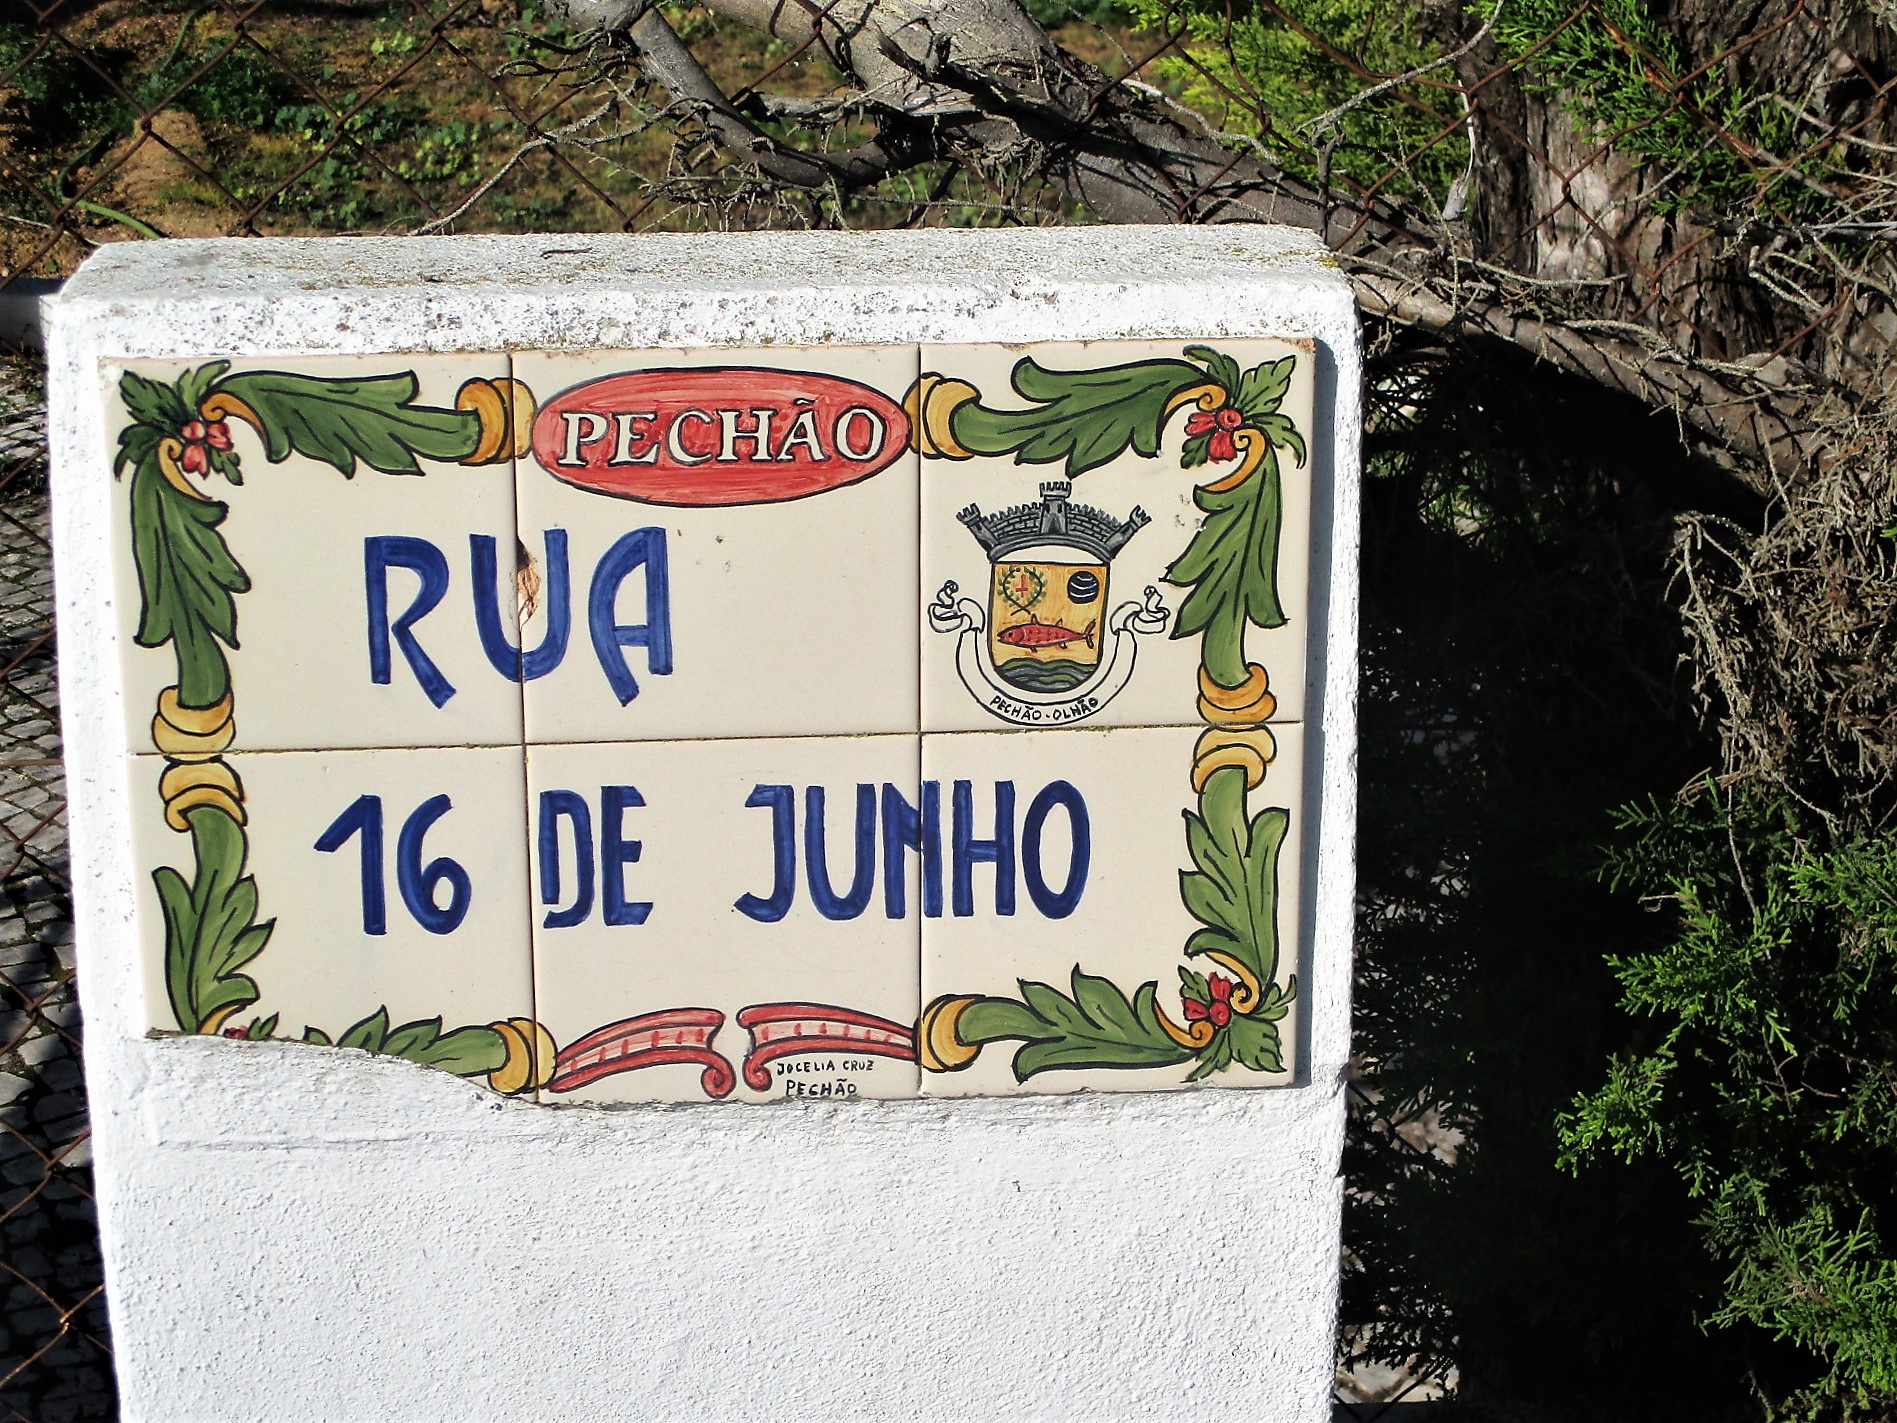 PECHÃO
RUA
PECHÃO - OLHÃO
16 DE JUNHO
JOCELIA CRUZ
PECHÃO